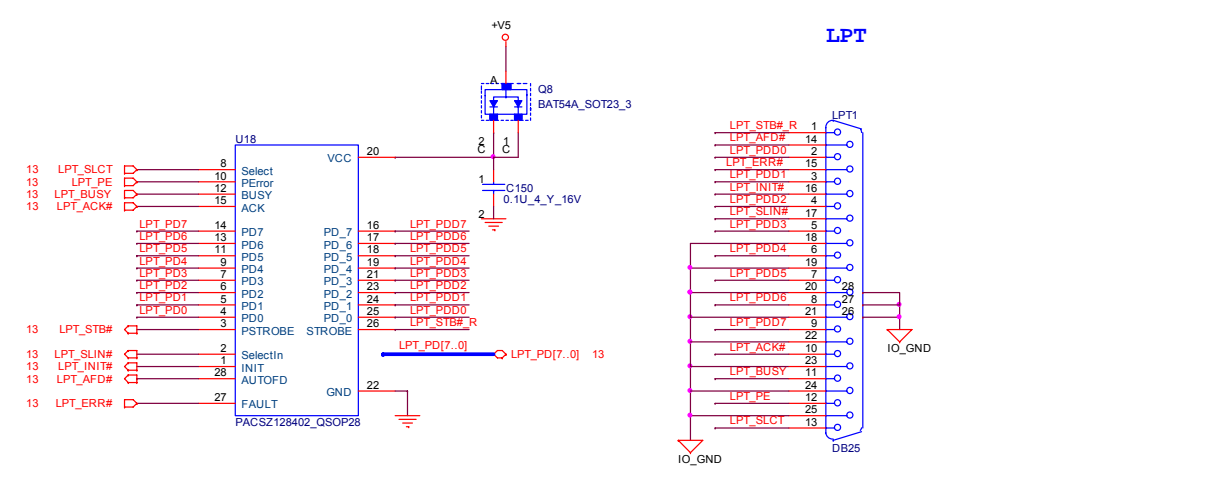 +V5
LPT
A
Q8
BAT54A_SOT23_3
2 C
1 C
1
C150
0.1U_4_Y_16V
2
U18
VCC 20
13 LPT_SLCT 8 Select
13 LPT_PE 10 PError
13 LPT_BUSY 12 BUSY
13 LPT_ACK# 15 ACK
LPT_PD7 14 PD7 PD_7 16 LPT_PDD7
LPT_PD6 13 PD6 PD_6 17 LPT_PDD6
LPT_PD5 11 PD5 PD_5 18 LPT_PDD5
LPT_PD4 9 PD4 PD_4 19 LPT_PDD4
LPT_PD3 7 PD3 PD_3 21 LPT_PDD3
LPT_PD2 6 PD2 PD_2 23 LPT_PDD2
LPT_PD1 5 PD1 PD_1 24 LPT_PDD1
LPT_PD0 4 PD0 PD_0 25 LPT_PDD0
13 LPT_STB# 3 PSTROBE STROBE 26 LPT_STB#_R
LPT_PD[7..0] LPT_PD[7..0] 13
13 LPT_SLIN# 2 SelectIn
13 LPT_INIT# 1 INIT
13 LPT_AFD# 28 AUTOFD
GND 22
13 LPT_ERR# 27 FAULT
PACSZ128402_QSOP28
LPT1
LPT_STB#_R 1
LPT_AFD# 14
LPT_PDD0 2
LPT_ERR# 15
LPT_PDD1 3
LPT_INIT# 16
LPT_PDD2 4
LPT_SLIN# 17
LPT_PDD3 5
18
LPT_PDD4 6
19
LPT_PDD5 7
20 28
LPT_PDD6 8 27
21 26
LPT_PDD7 9
22
LPT_ACK# 10
23
LPT_BUSY 11
24
LPT_PE 12
25
LPT_SLCT 13
IO_GND
DB25
IO_GND